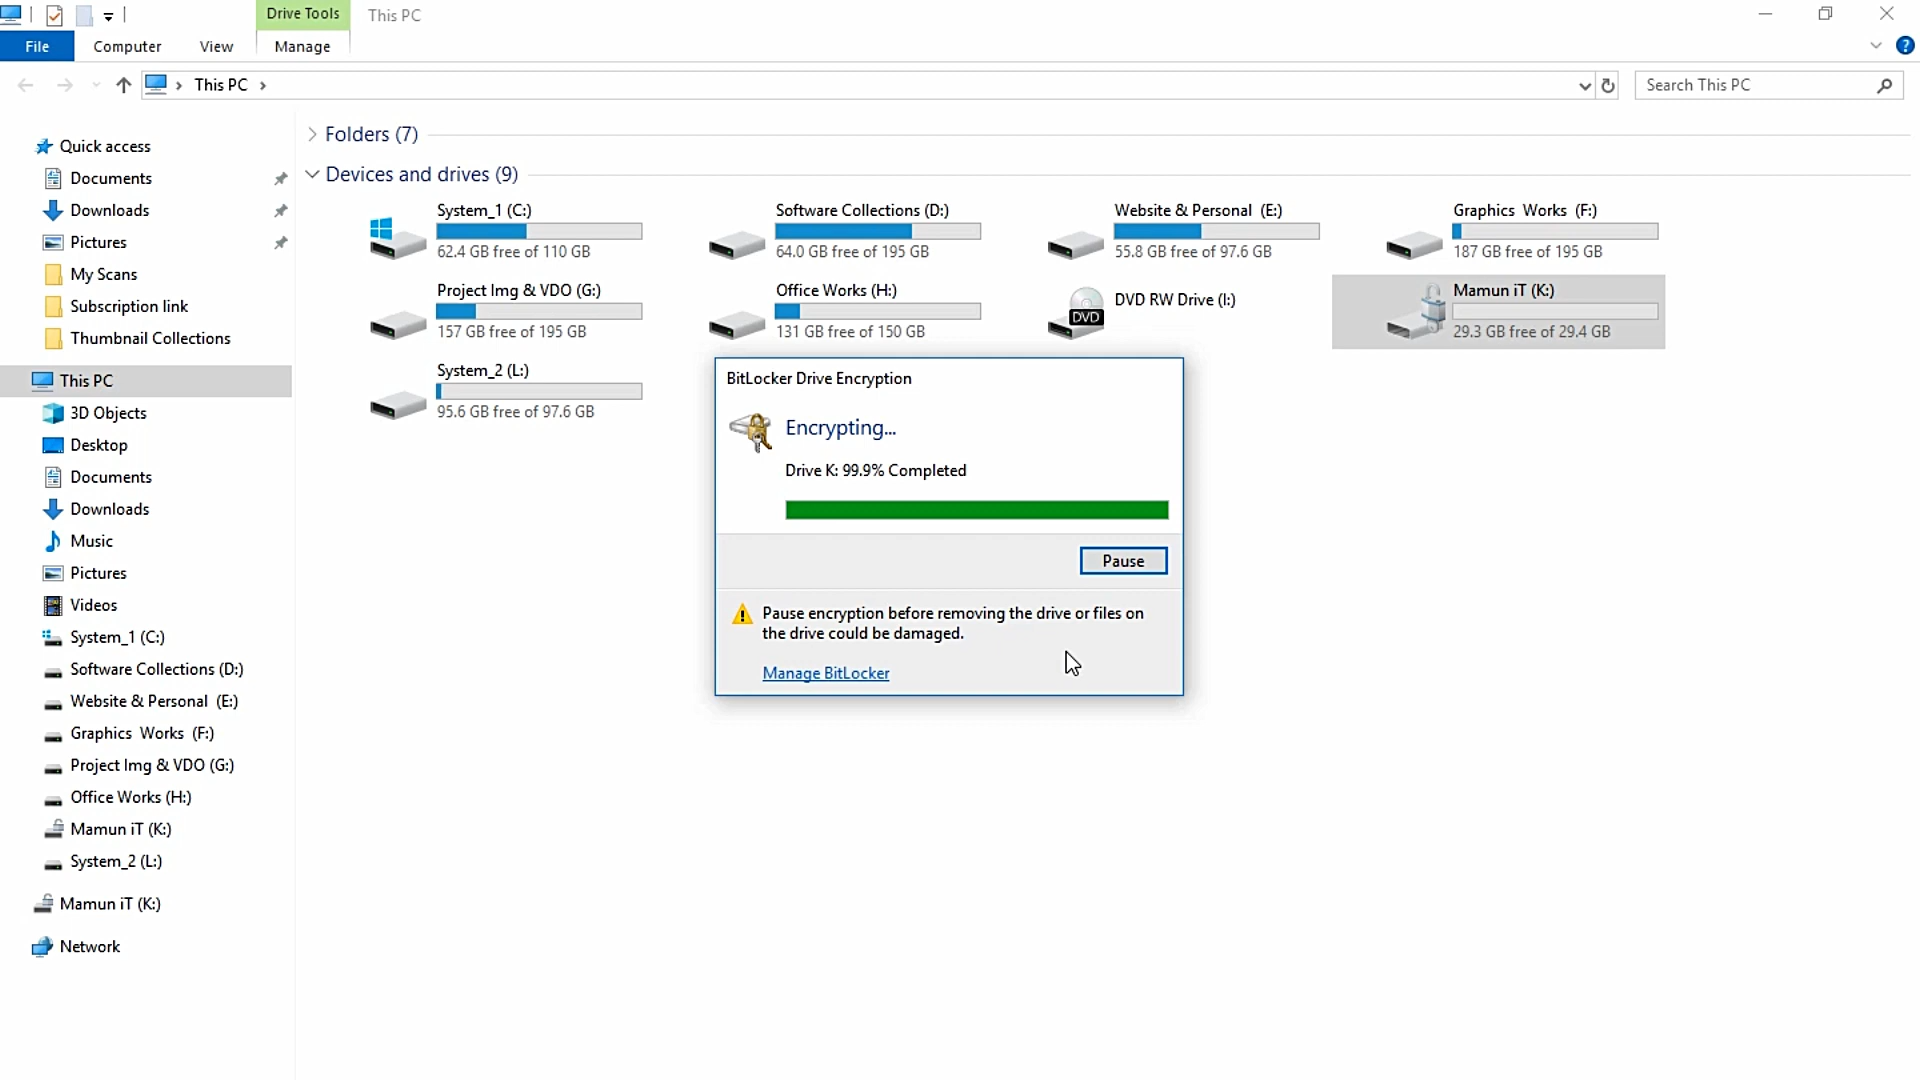 Drive Tools
This PC
File
Computer
View
Manage
This PC
Search This PC
Quick access
Documents
Downloads
Pictures
My Scans
Subscription link
Thumbnail Collections
This PC
3D Objects
Desktop
Documents
Downloads
Music
Pictures
Videos
System_1 (C:)
Software Collections (D:)
Website & Personal (E:)
Graphics Works (F:)
Project Img & VDO (G:)
Office Works (H:)
Mamun iT (K:)
System_2 (L:)
Mamun iT (K:)
Network
Folders (7)
Devices and drives (9)
System_1 (C:)
62.4 GB free of 110 GB
Software Collections (D:)
64.0 GB free of 195 GB
Website & Personal (E:)
55.8 GB free of 97.6 GB
Graphics Works (F:)
187 GB free of 195 GB
Project Img & VDO (G:)
157 GB free of 195 GB
Office Works (H:)
131 GB free of 150 GB
DVD RW Drive (I:)
DVD
Mamun iT (K:)
29.3 GB free of 29.4 GB
System_2 (L:)
95.6 GB free of 97.6 GB
BitLocker Drive Encryption
Encrypting...
Drive K: 99.9% Completed
Pause
Pause encryption before removing the drive or files on
the drive could be damaged.
Manage BitLocker